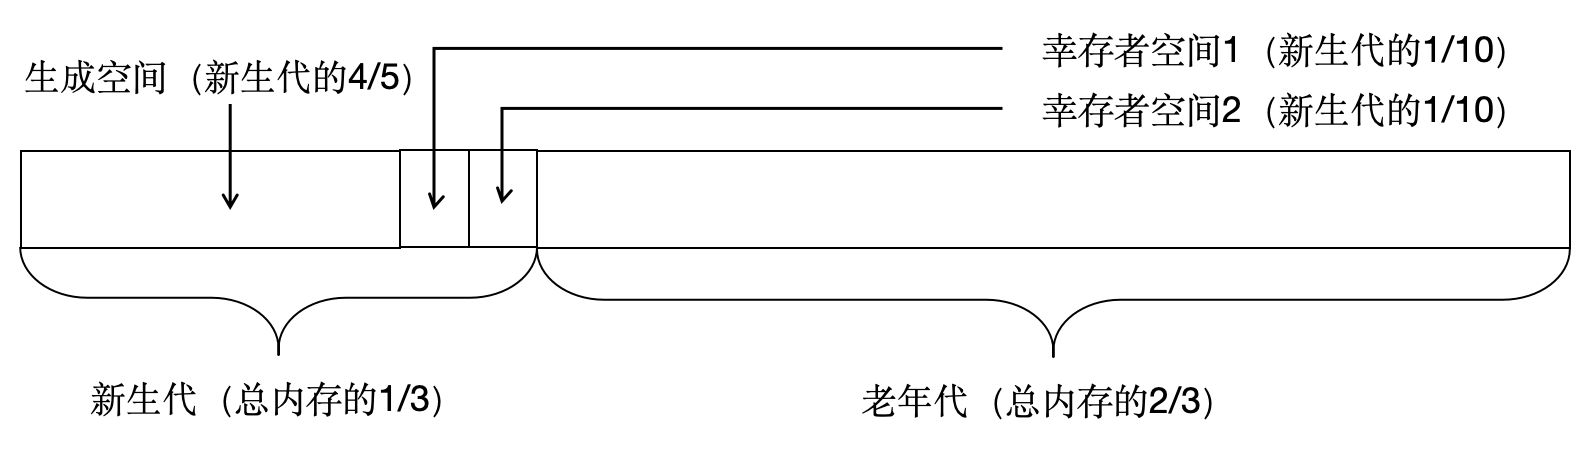 生成空间（新生代的4/5）
幸存者空间1（新生代的1/10）
幸存者空间2（新生代的1/10）
新生代（总内存的1/3）
老年代（总内存的2/3）